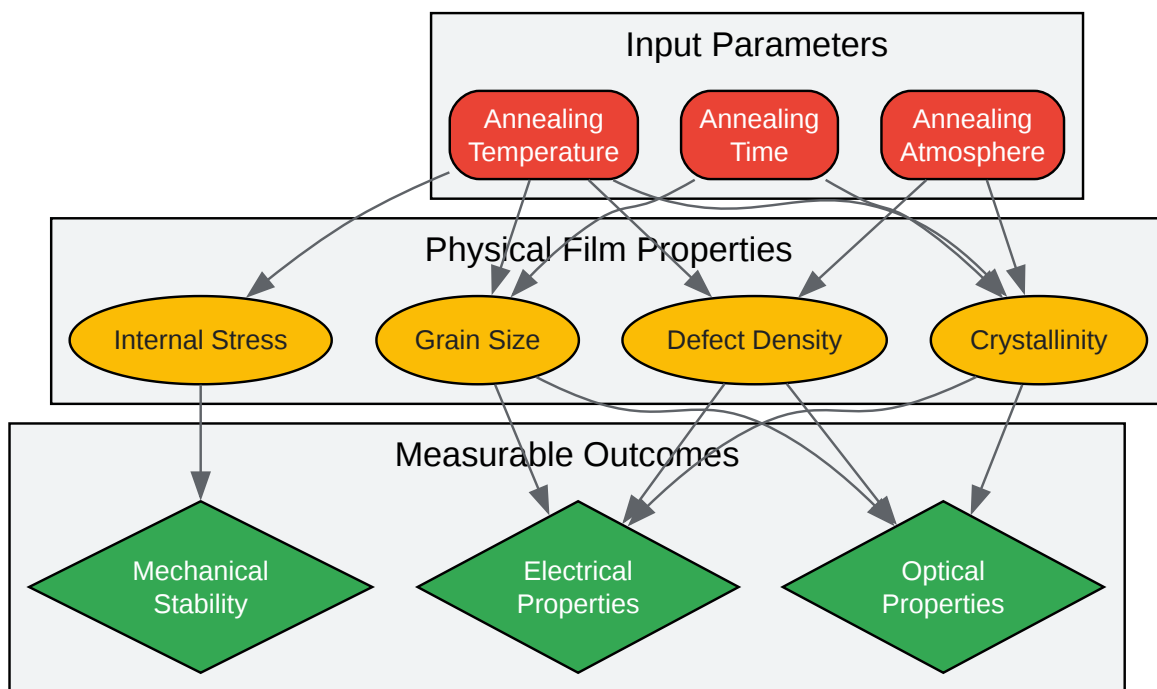 Input Parameters
Annealing
Temperature
Annealing
Time
Annealing
Atmosphere
Physical Film Properties
Internal Stress
Grain Size
Defect Density
Crystallinity
Measurable Outcomes
Mechanical
Stability
Electrical
Properties
Optical
Properties